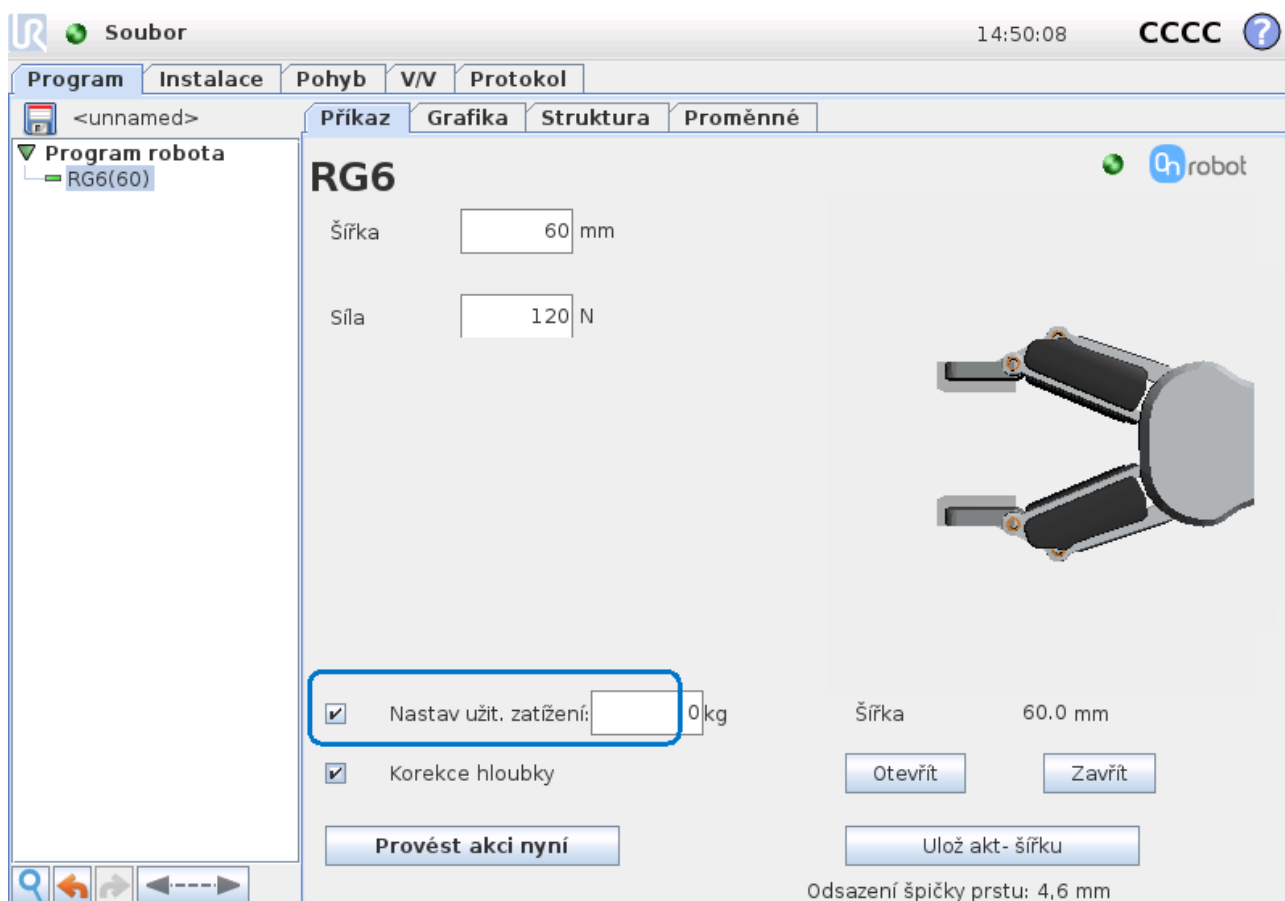 UR Soubor 14:50:08 CCCC ?
Program Instalace Pohyb V/V Protokol
<unnamed> Příkaz Grafika Struktura Proměnné
Program robota
RG6(60)
RG6
On robot
Šířka 60 mm
Síla 120 N
Nastav užit. zatížení: 0 kg Šířka 60.0 mm
Korekce hloubky Otevřít Zavřít
Provést akci nyní Ulož akt- šířku
Odsazení špičky prstu: 4,6 mm